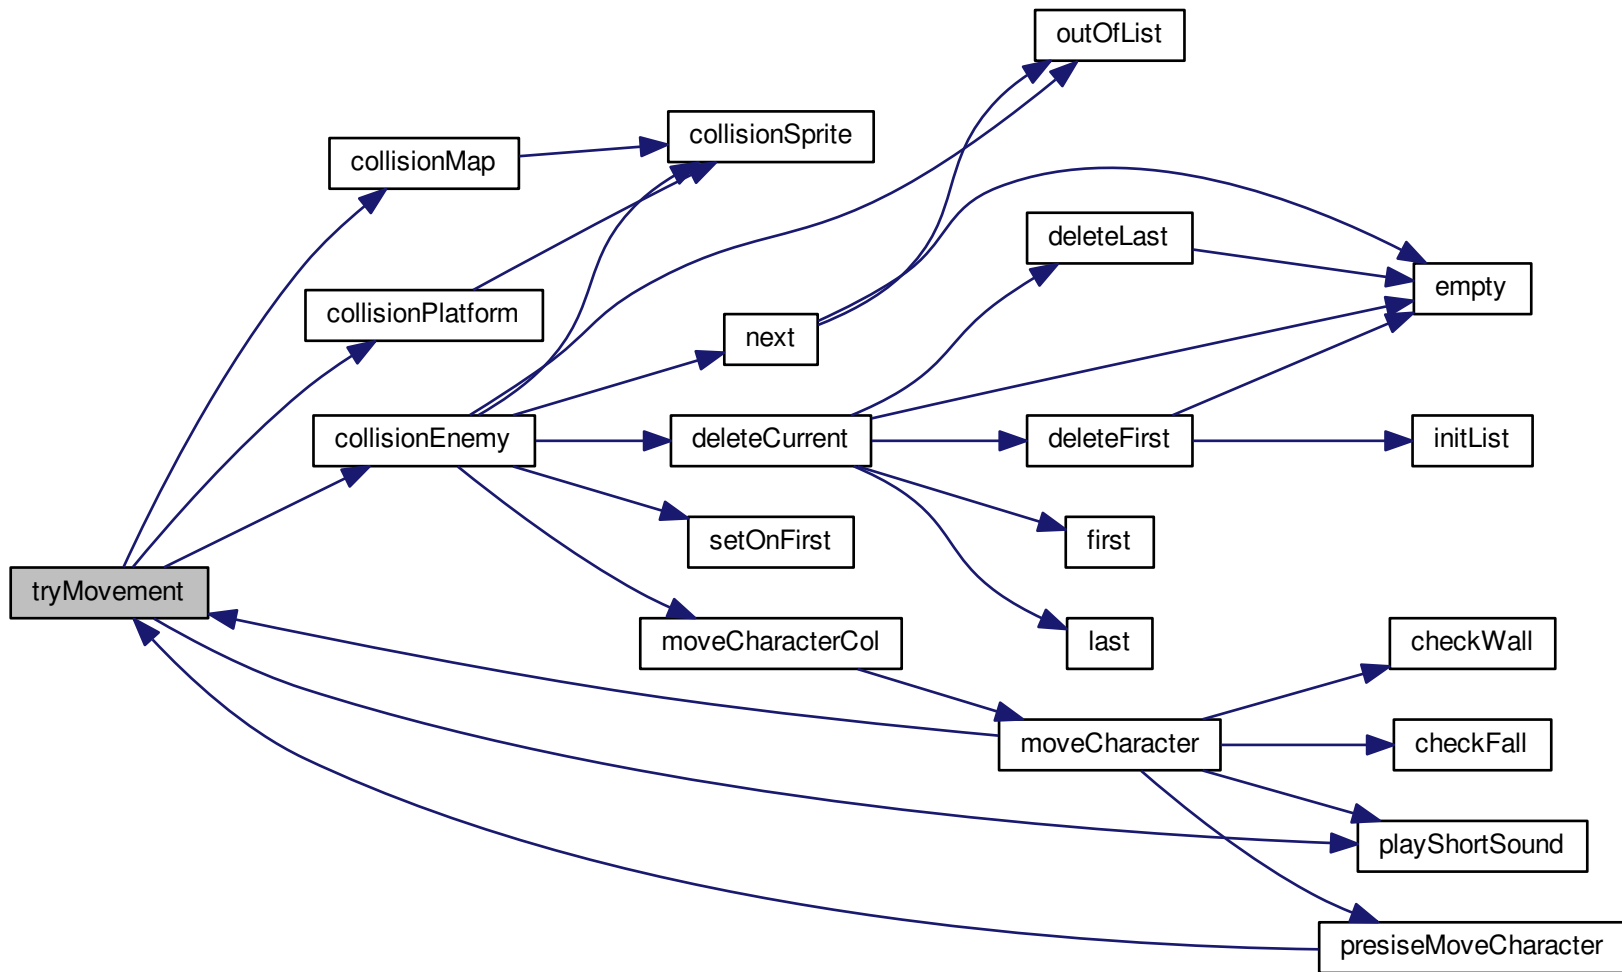 outOfList
collisionSprite
collisionMap
deleteLast
empty
collisionPlatform
next
collisionEnemy
deleteCurrent
deleteFirst
initList
setOnFirst
first
tryMovement
moveCharacterCol
last
checkWall
moveCharacter
checkFall
playShortSound
presiseMoveCharacter